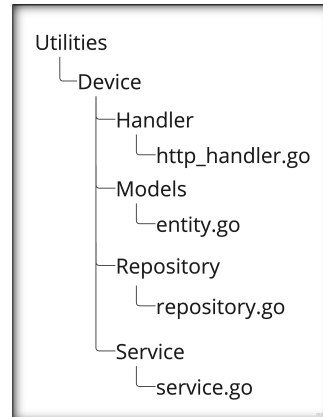 Utilities
Device
Handler
http_handler.go
Models
entity.go
Repository
repository.go
Service
service.go